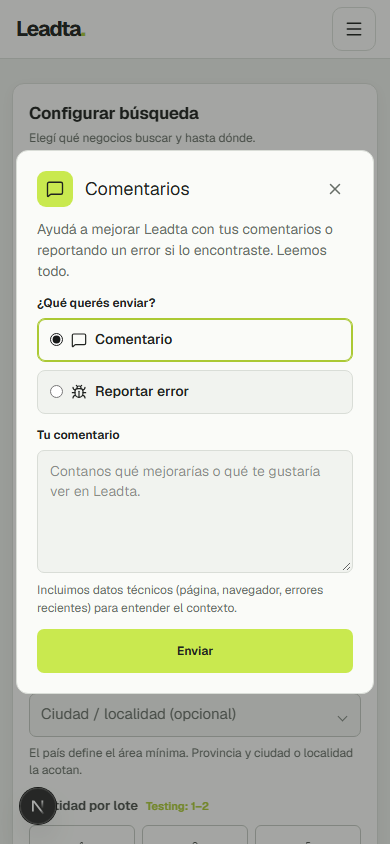 Leadta.
Configurar búsqueda
Elegí qué negocios buscar y hasta dónde.
Comentarios
Ayudá a mejorar Leadta con tus comentarios o
reportando un error si lo encontraste. Leemos
todo.
¿Qué querés enviar?
Comentario
Reportar error
Tu comentario
Contanos qué mejorarías o qué te gustaría
ver en Leadta.
Incluimos datos técnicos (página, navegador, errores
recientes) para entender el contexto.
Enviar
Ciudad / localidad (opcional)
El país define el área mínima. Provincia y ciudad o localidad
la acotan.
N
tidad por lote Testing: 1–2